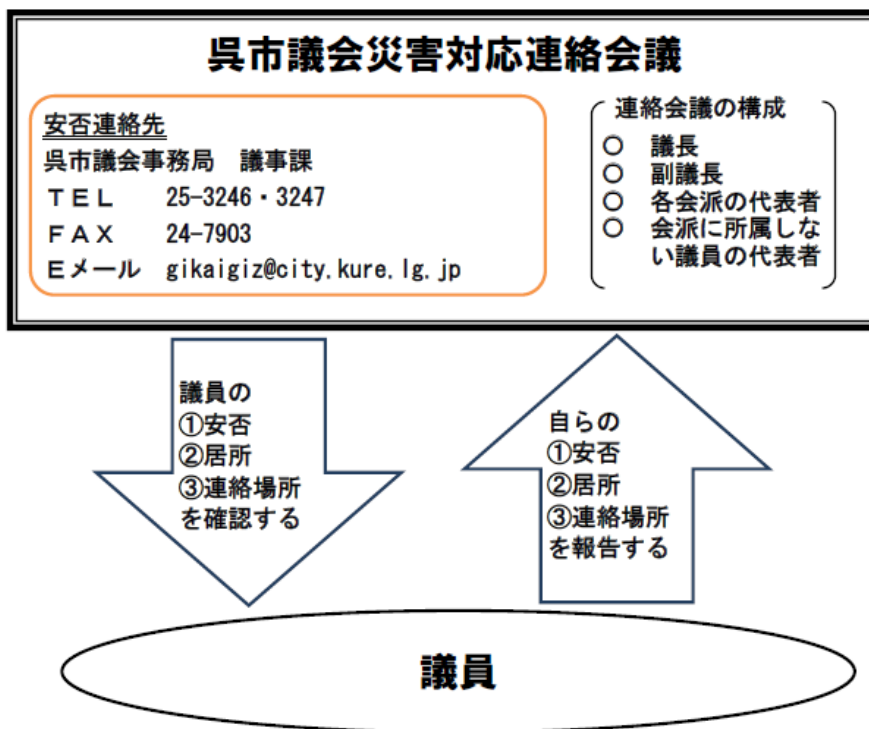 呉市議会災害対応連絡会議
安否連絡先
呉市議会事務局　議事課
ＴＥＬ　25-3246・3247
ＦＡＸ　24-7903
Ｅメール　gikaigiz@city.kure.lg.jp
連絡会議の構成
○　議長
○　副議長
○　各会派の代表者
○　会派に所属しな
い議員の代表者
議員の
①安否
②居所
③連絡場所
を確認する
自らの
①安否
②居所
③連絡場所
を報告する
議員